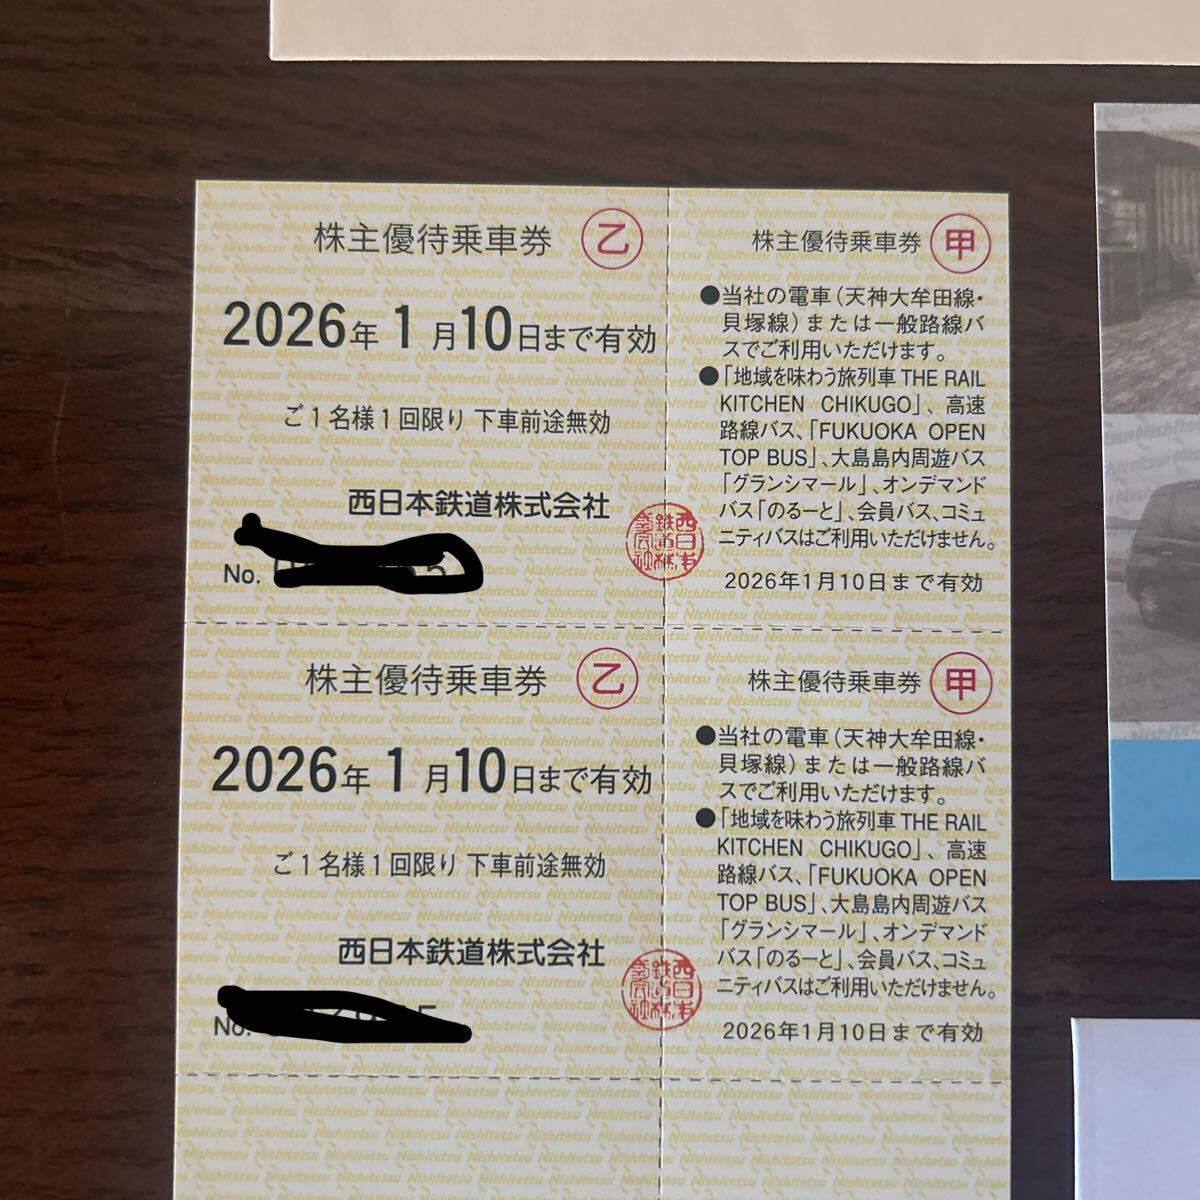 株主優待乗車券 乙
2026年 1 月10日まで有効
ご1名様1回限り 下車前途無効
西日本鉄道株式会社
No.
株主優待乗車券 甲
●当社の電車(天神大牟田線・
貝塚線)または一般路線バ
スでご利用いただけます。
●「地域を味わう旅列車 THE RAIL
KITCHEN CHIKUGO」、高速
路線バス、「FUKUOKA OPEN
TOP BUS」、大島島内周遊バス
「グランシマール」、オンデマンド
バス「のるーと」、会員バス、コミュ
ニティバスはご利用いただけません。
2026年1月10日まで有効
株主優待乗車券 乙
2026年 1 月10日まで有効
ご1名様1回限り 下車前途無効
西日本鉄道株式会社
No.
株主優待乗車券 甲
●当社の電車(天神大牟田線・
貝塚線)または一般路線バ
スでご利用いただけます。
●「地域を味わう旅列車 THE RAIL
KITCHEN CHIKUGO」、高速
路線バス、「FUKUOKA OPEN
TOP BUS」、大島島内周遊バス
「グランシマール」、オンデマンド
バス「のるーと」、会員バス、コミュ
ニティバスはご利用いただけません。
2026年1月10日まで有効